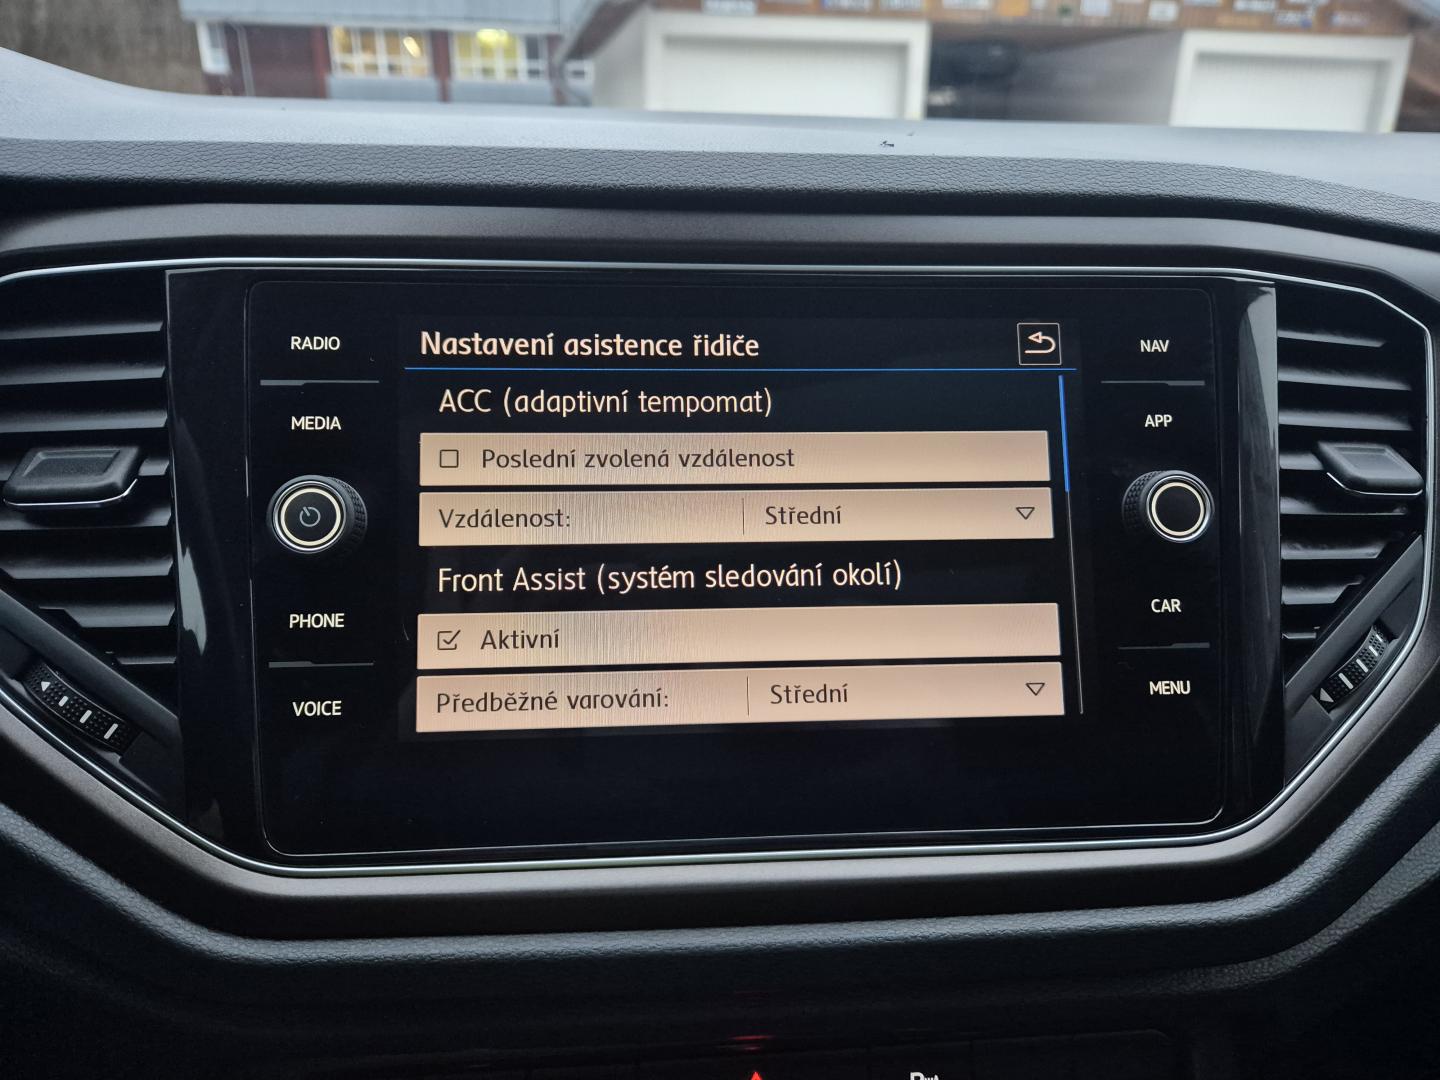 RADIO
MEDIA
PHONE
VOICE
Nastavení asistence řidiče
ACC (adaptivní tempomat)
Poslední zvolená vzdálenost
Vzdálenost: Střední
Front Assist (systém sledování okolí)
Aktivní
Předběžné varování: Střední
NAV
APP
CAR
MENU